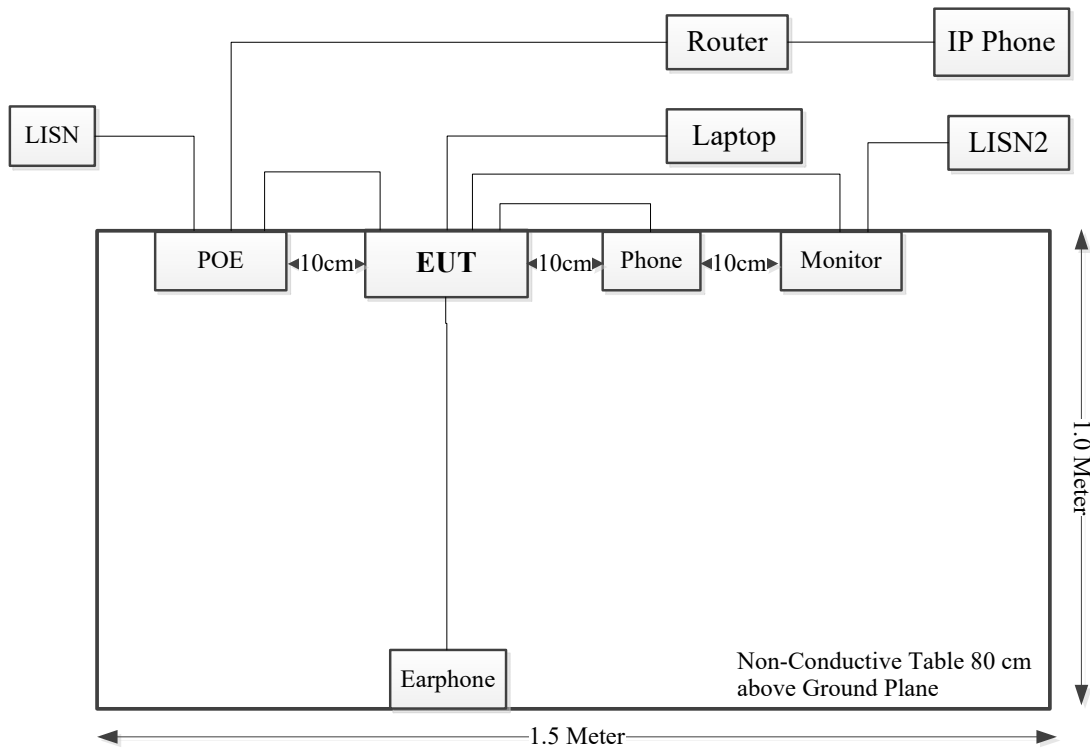 Router
IP Phone
LISN
Laptop
LISN2
POE
10cm
EUT
10cm
Phone
10cm
Monitor
1.0 Meter
Earphone
Non-Conductive Table 80 cm
above Ground Plane
1.5 Meter